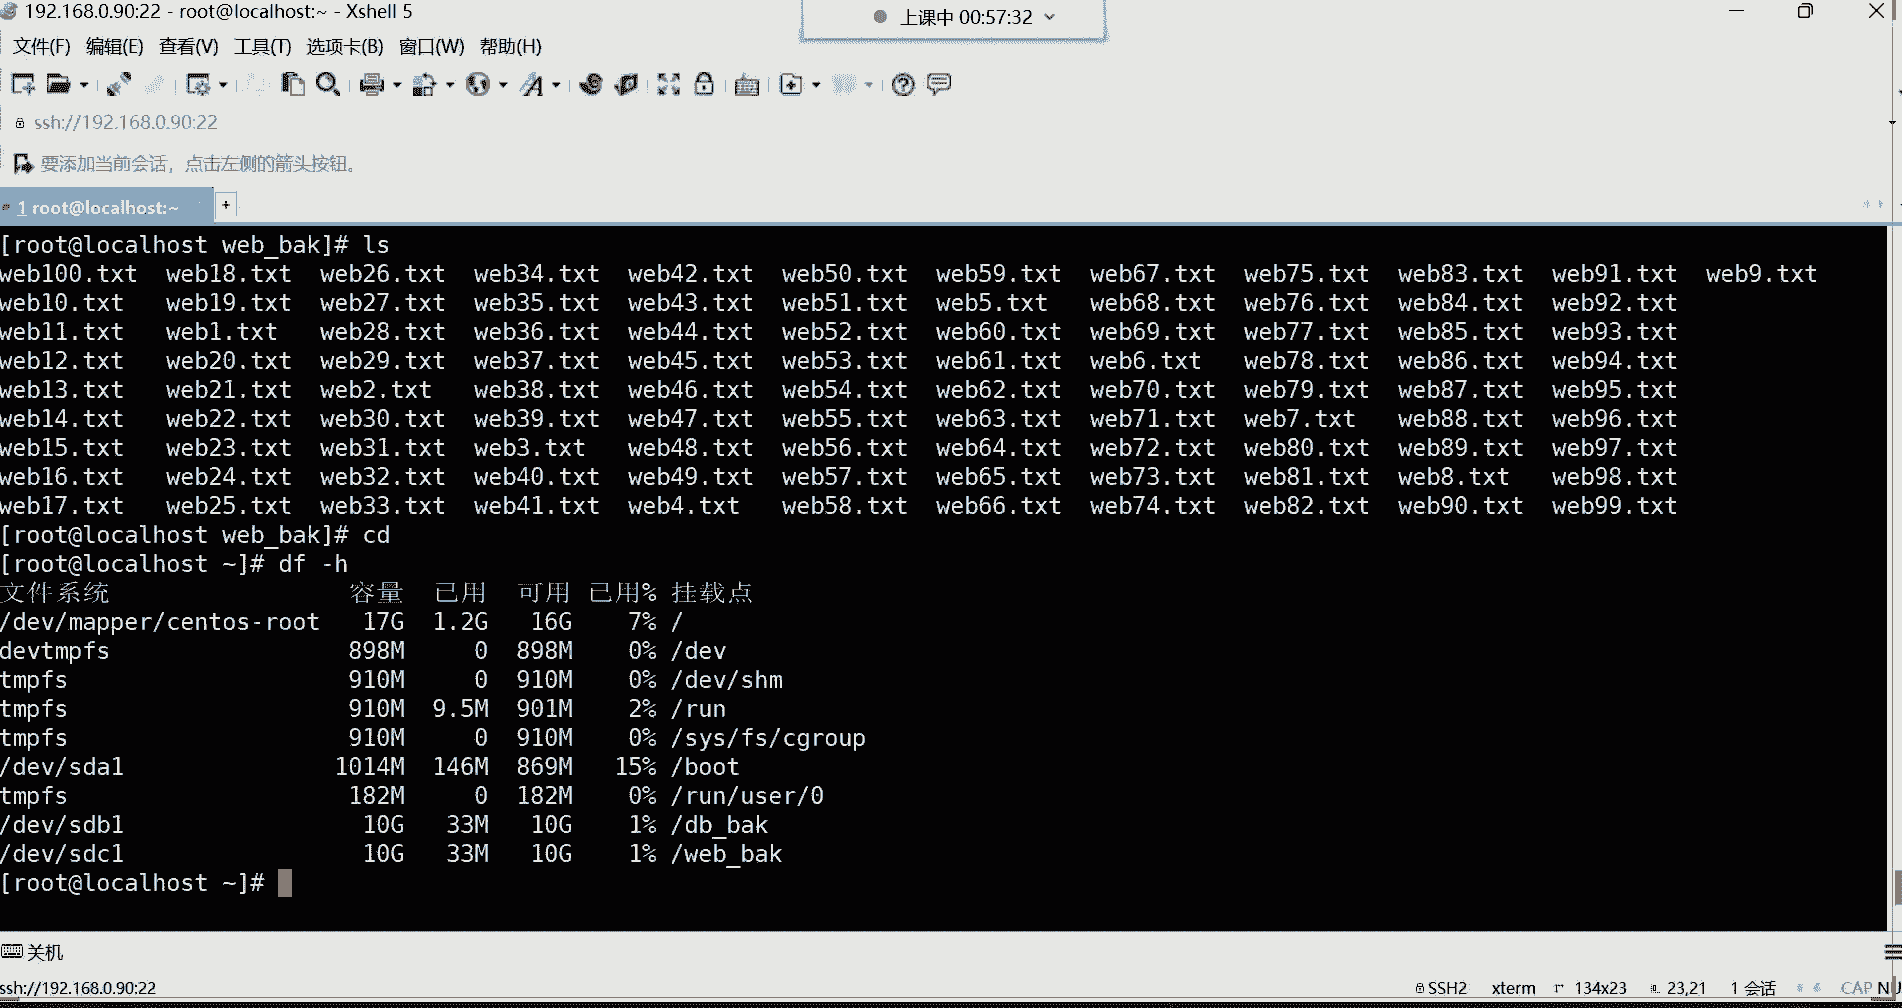 192.168.0.90:22 - root@localhost:~ - Xshell 5
上课中 00:57:32
文件(F) 编辑(E) 查看(V) 工具(T) 选项卡(B) 窗口(W) 帮助(H)
ssh://192.168.0.90:22
要添加当前会话，点击左侧的箭头按钮。
1 root@localhost:~ +
[root@localhost web_bak]# ls
web100.txt web18.txt web26.txt web34.txt web42.txt web50.txt web59.txt web67.txt web75.txt web83.txt web91.txt web9.txt
web10.txt web19.txt web27.txt web35.txt web43.txt web51.txt web5.txt web68.txt web76.txt web84.txt web92.txt
web11.txt web1.txt web28.txt web36.txt web44.txt web52.txt web60.txt web69.txt web77.txt web85.txt web93.txt
web12.txt web20.txt web29.txt web37.txt web45.txt web53.txt web61.txt web6.txt web78.txt web86.txt web94.txt
web13.txt web21.txt web2.txt web38.txt web46.txt web54.txt web62.txt web70.txt web79.txt web87.txt web95.txt
web14.txt web22.txt web30.txt web39.txt web47.txt web55.txt web63.txt web71.txt web7.txt web88.txt web96.txt
web15.txt web23.txt web31.txt web3.txt web48.txt web56.txt web64.txt web72.txt web80.txt web89.txt web97.txt
web16.txt web24.txt web32.txt web40.txt web49.txt web57.txt web65.txt web73.txt web81.txt web8.txt web98.txt
web17.txt web25.txt web33.txt web41.txt web4.txt web58.txt web66.txt web74.txt web82.txt web90.txt web99.txt
[root@localhost web_bak]# cd
[root@localhost ~]# df -h
文件系统 容量 已用 可用 已用% 挂载点
/dev/mapper/centos-root 17G 1.2G 16G 7% /
devtmpfs 898M 0 898M 0% /dev
tmpfs 910M 0 910M 0% /dev/shm
tmpfs 910M 9.5M 901M 2% /run
tmpfs 910M 0 910M 0% /sys/fs/cgroup
/dev/sda1 1014M 146M 869M 15% /boot
tmpfs 182M 0 182M 0% /run/user/0
/dev/sdb1 10G 33M 10G 1% /db_bak
/dev/sdc1 10G 33M 10G 1% /web_bak
[root@localhost ~]#
关机
ssh://192.168.0.90:22 SSH2 xterm 134x23 23,21 1 会话 CAP